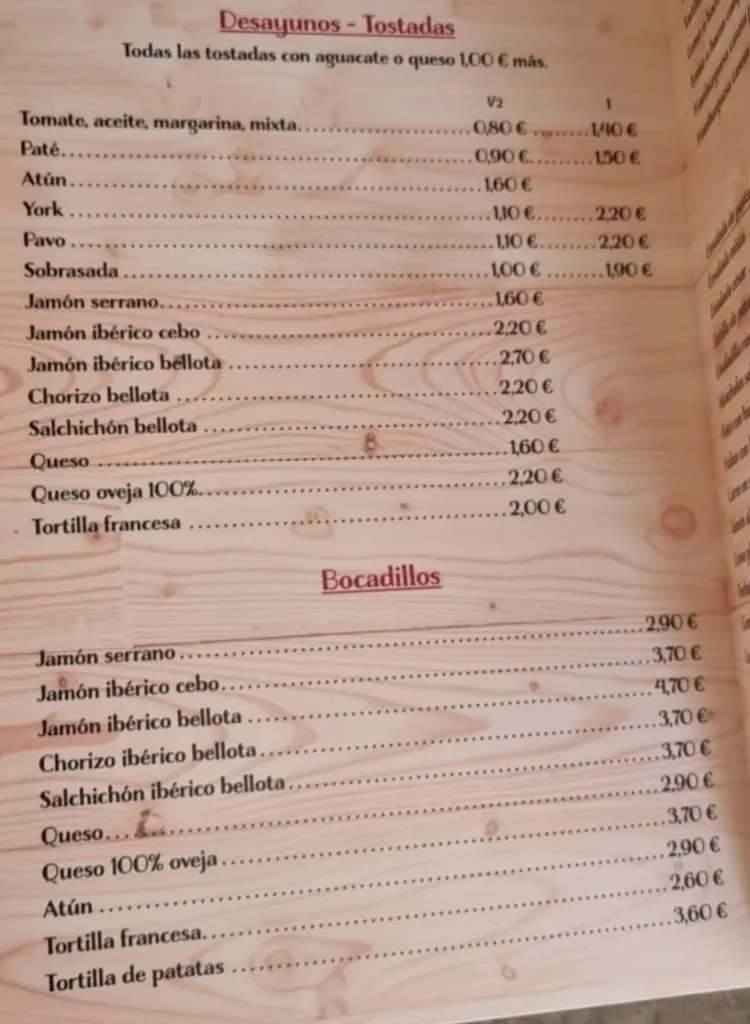 Desayunos - Tostadas
Todas las tostadas con aguacate o queso 1,00 € más.
1/2 1
Tomate, aceite, margarina, mixta 0,80 € 1,40 €
Paté 0,90 € 1,50 €
Atún 1,60 €
York 1,10 € 2,20 €
Pavo 1,10 € 2,20 €
Sobrasada 1,00 € 1,90 €
Jamón serrano 1,60 €
Jamón ibérico cebo 2,20 €
Jamón ibérico bellota 2,70 €
Chorizo bellota 2,20 €
Salchichón bellota 2,20 €
Queso 1,60 €
Queso oveja 100% 2,20 €
Tortilla francesa 2,00 €
Bocadillos
Jamón serrano 2,90 €
Jamón ibérico cebo 3,70 €
Jamón ibérico bellota 4,70 €
Chorizo ibérico bellota 3,70 €
Salchichón ibérico bellota 3,70 €
Queso 2,90 €
Queso 100% oveja 3,70 €
Atún 2,90 €
Tortilla francesa 2,60 €
Tortilla de patatas 3,60 €